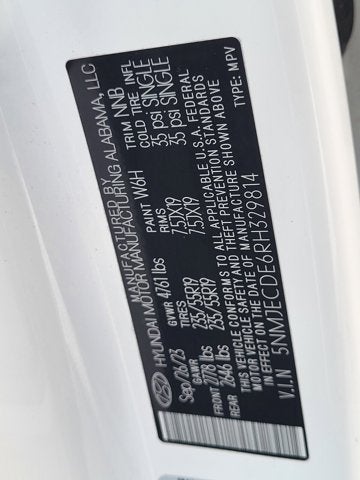 MANUFACTURED BY
HYUNDAI MOTOR MANUFACTURING ALABAMA, LLC
Sep/26/23 PAINT W6H TRIM NNB
GVWR 4761 lbs
GAWR TIRES RIMS COLD TIRE INFL
FRONT 2778 lbs 235/55R19 7.5JX19 35 psi SINGLE
REAR 2646 lbs 235/55R19 7.5JX19 35 psi SINGLE
THIS VEHICLE CONFORMS TO ALL APPLICABLE U.S.A. FEDERAL
VEHICLE SAFETY AND THEFT PREVENTION STANDARDS
IN EFFECT ON THE DATE OF MANUFACTURE SHOWN ABOVE
V.I.N 5NMJECDE6RH329814 TYPE: MPV